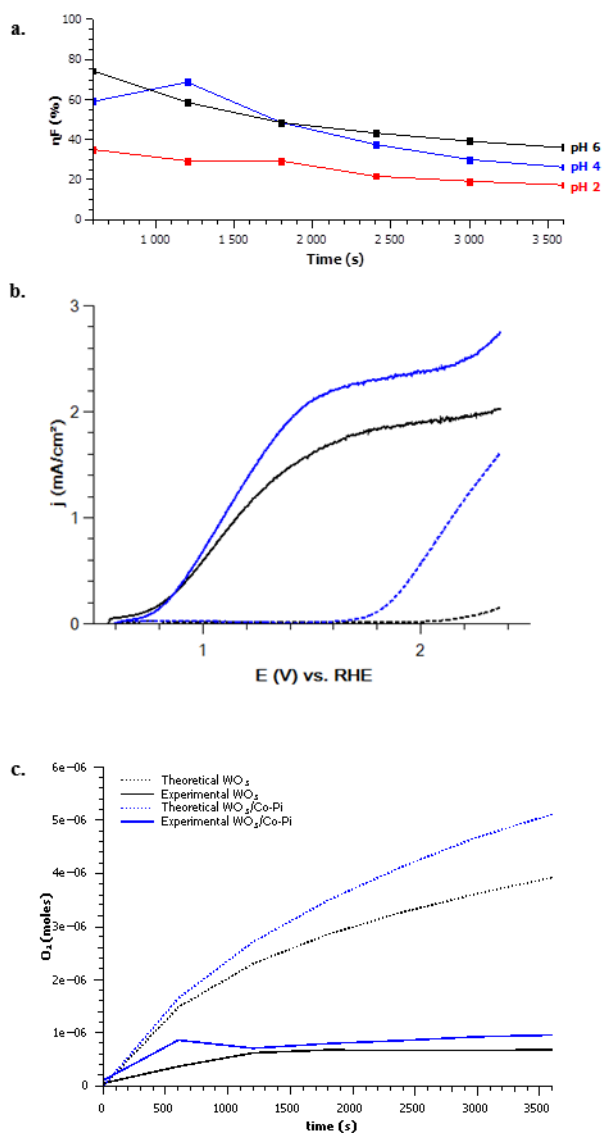 a.
100
80
60
40
20
0
ηF (%)
pH 6
pH 4
pH 2
1 000
1 500
2 000
2 500
3 000
3 500
Time (s)
b.
3
2
1
0
j (mA/cm²)
1
2
E (V) vs. RHE
c.
6e-06
5e-06
4e-06
3e-06
2e-06
1e-06
0
O₂ (moles)
Theoretical WO₃
Experimental WO₃
Theoretical WO₃/Co-Pi
Experimental WO₃/Co-Pi
0
500
1000
1500
2000
2500
3000
3500
time (s)